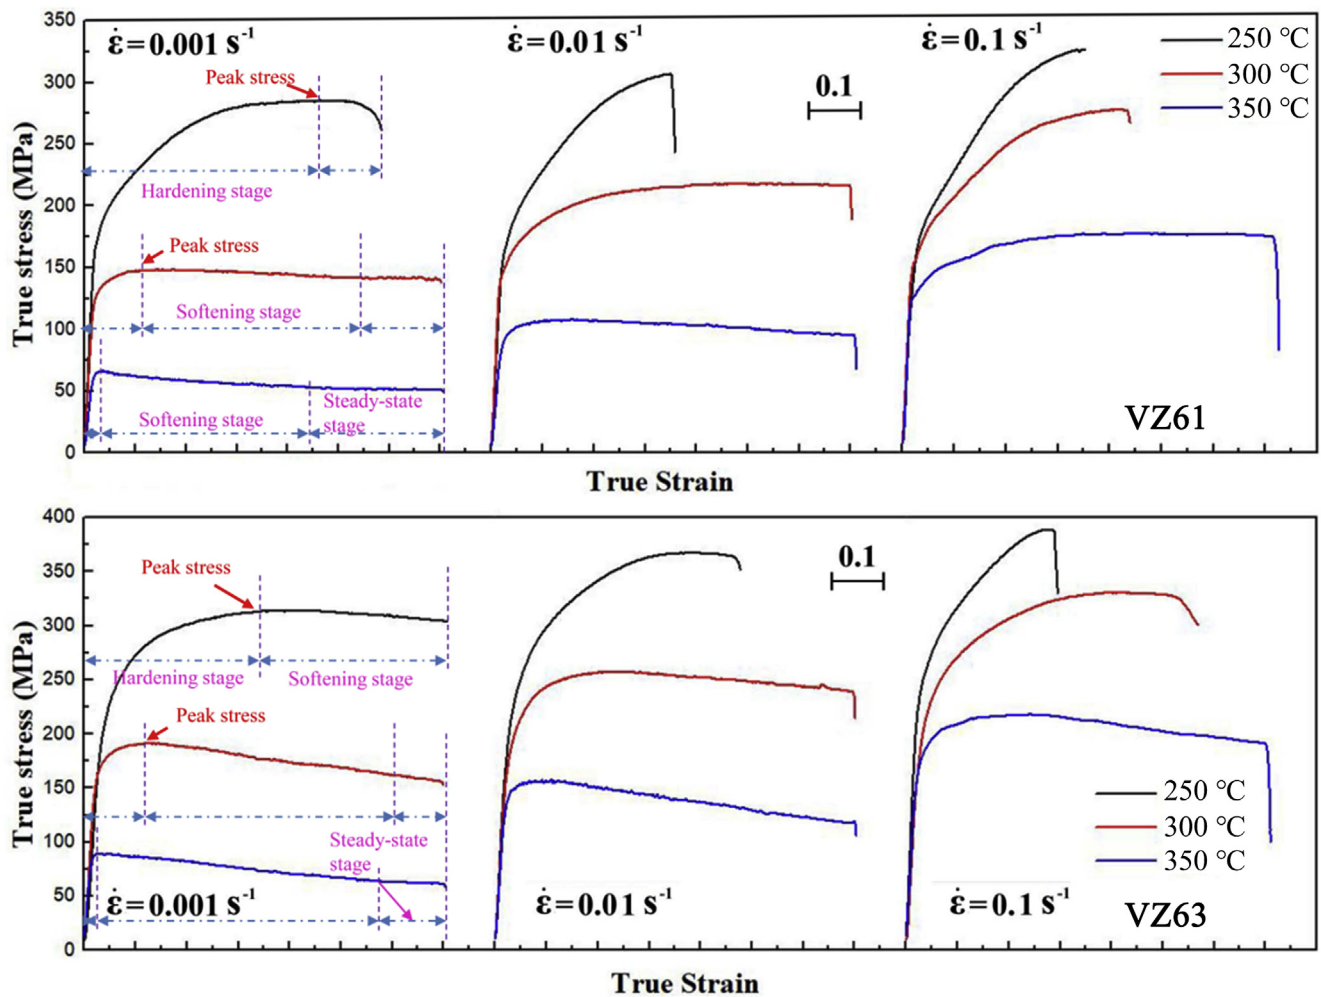 350
300
250
200
150
100
50
0
True stress (MPa)
ε̇=0.001 s⁻¹
ε̇=0.01 s⁻¹
ε̇=0.1 s⁻¹
250 ℃
300 ℃
350 ℃
0.1
Peak stress
Hardening stage
Peak stress
Softening stage
Softening stage
Steady-state
stage
VZ61
True Strain
400
350
300
250
200
150
100
50
0
True stress (MPa)
Peak stress
0.1
Hardening stage
Softening stage
Peak stress
Steady-state
stage
250 ℃
300 ℃
350 ℃
ε̇=0.001 s⁻¹
ε̇=0.01 s⁻¹
ε̇=0.1 s⁻¹
VZ63
True Strain